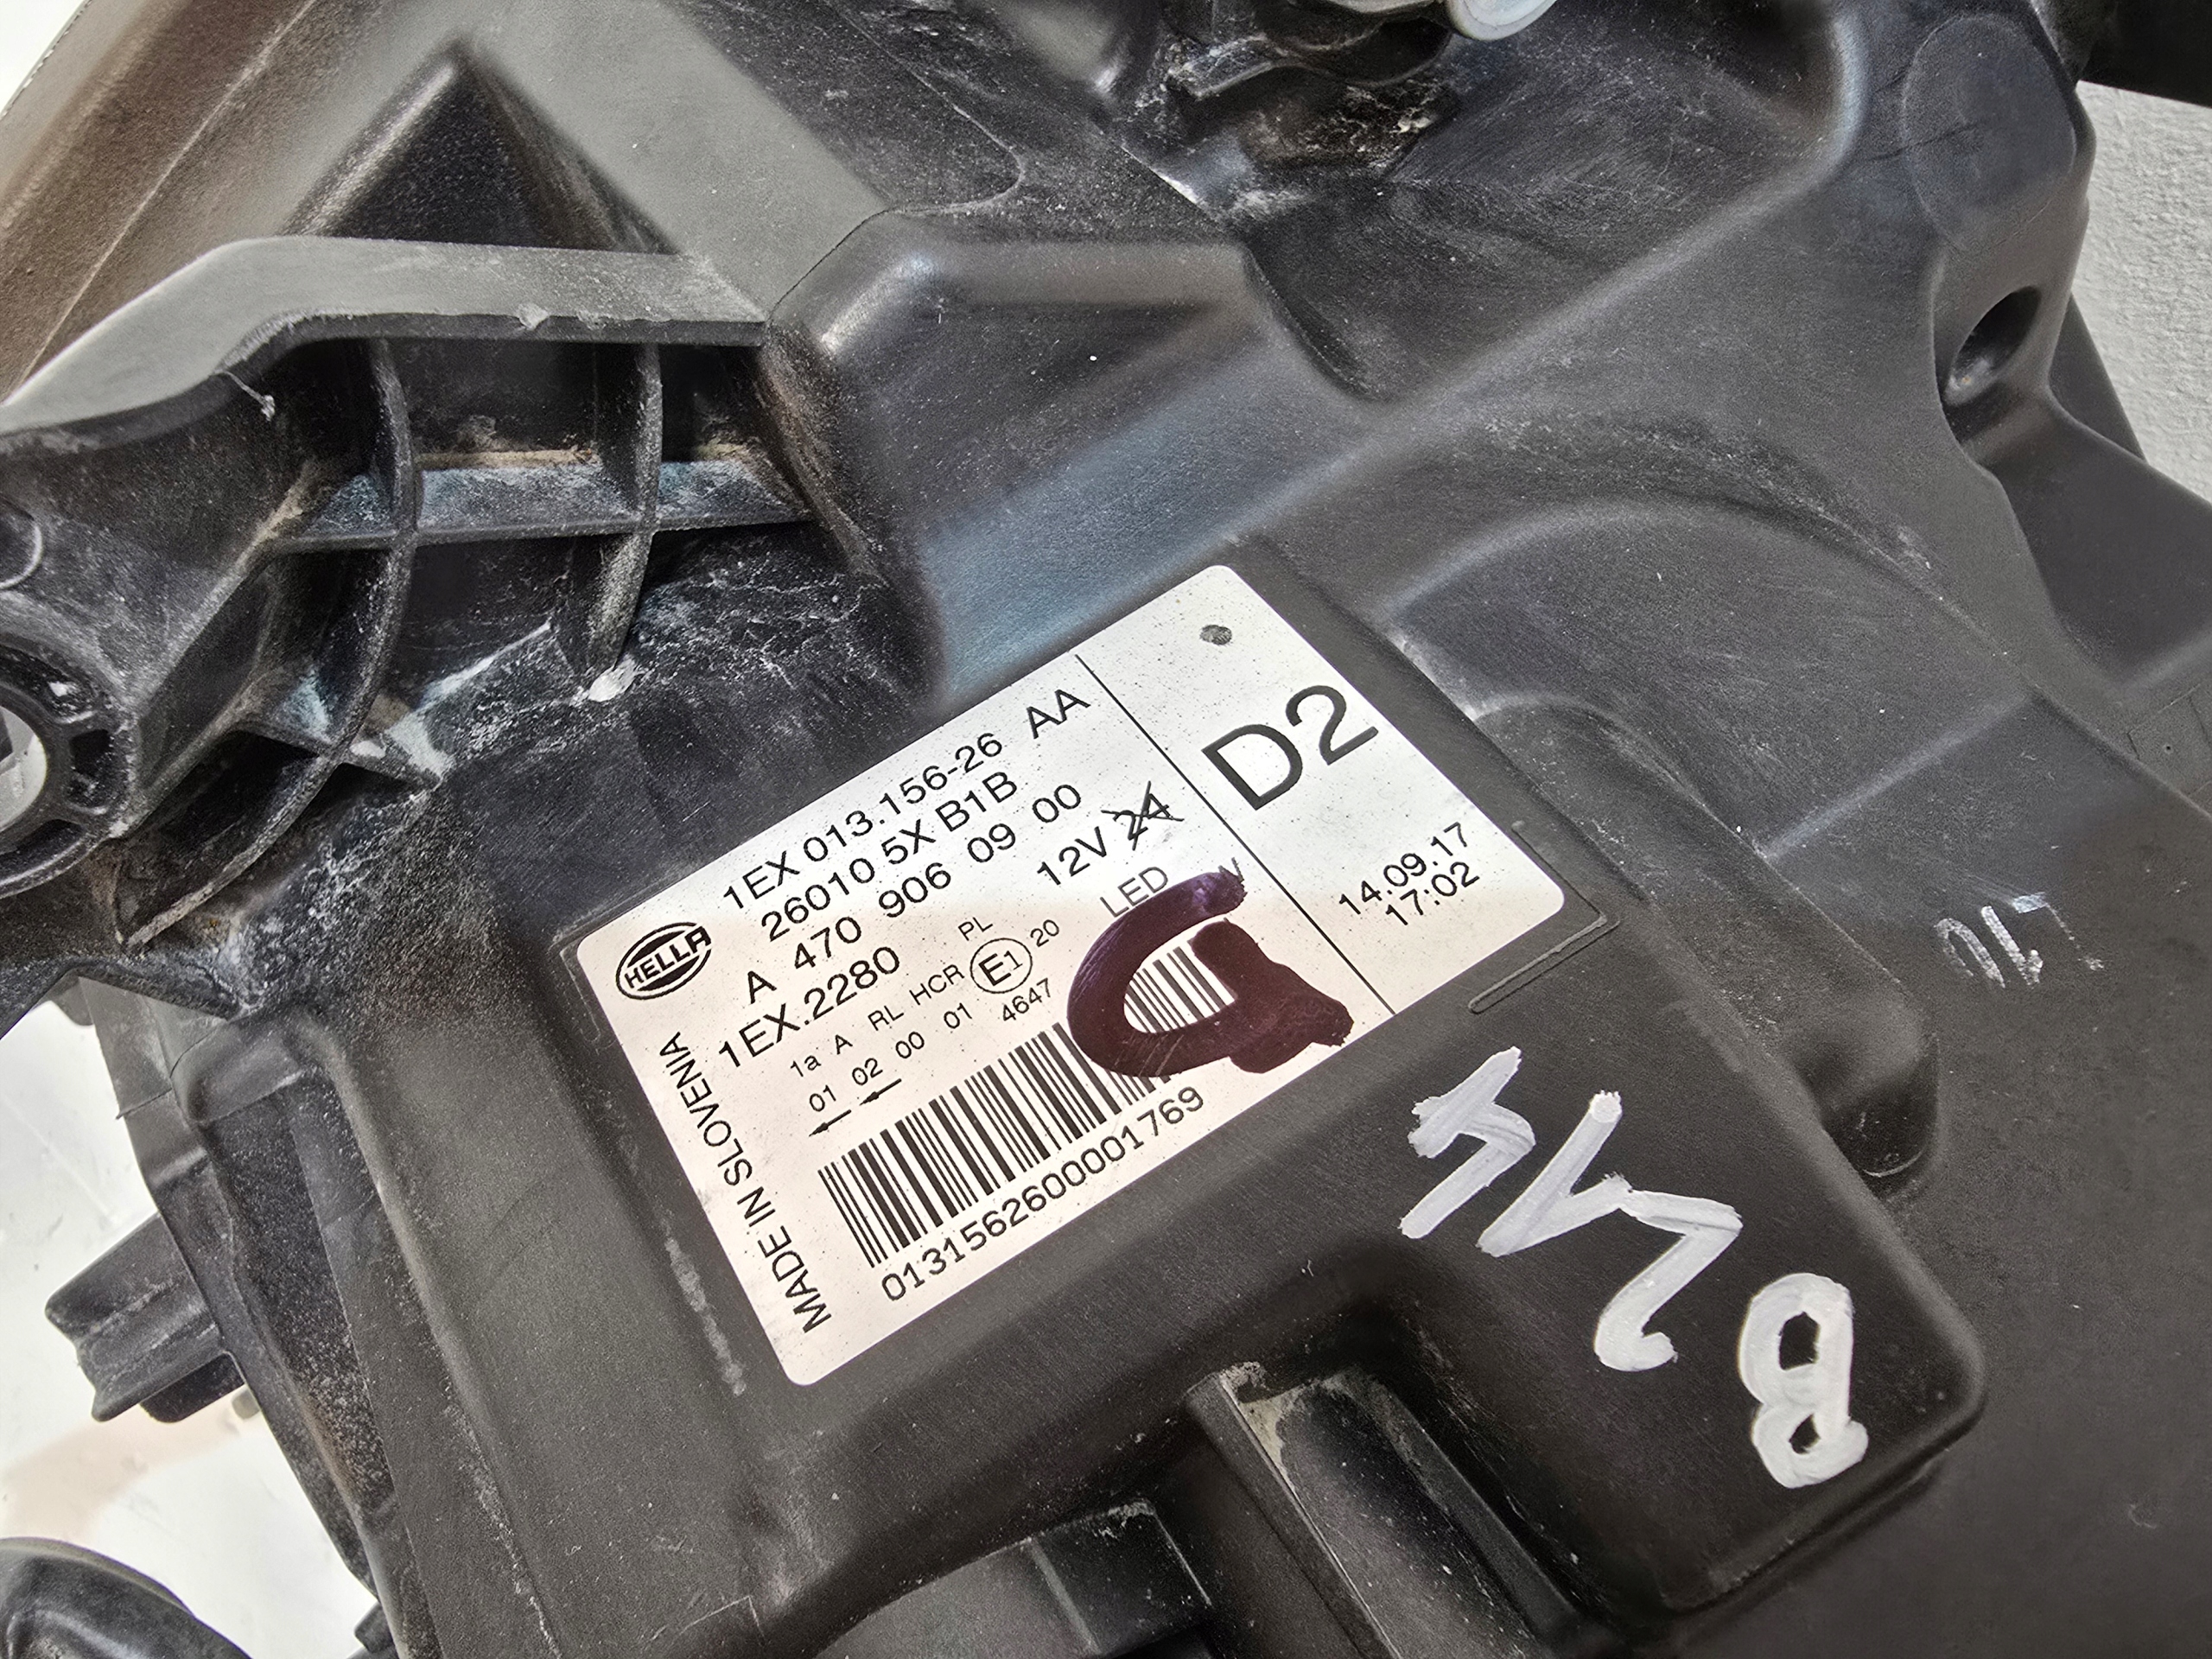 HELLA
1EX 013.156-26 AA
26010 5X B1B
A 470 906 09 00
1EX.2280
12V 24
LED
PL
1a A RL HCR E1 20
01 02 00 01 4647
MADE IN SLOVENIA
01315626000001769
D2
14.09.17
17:02